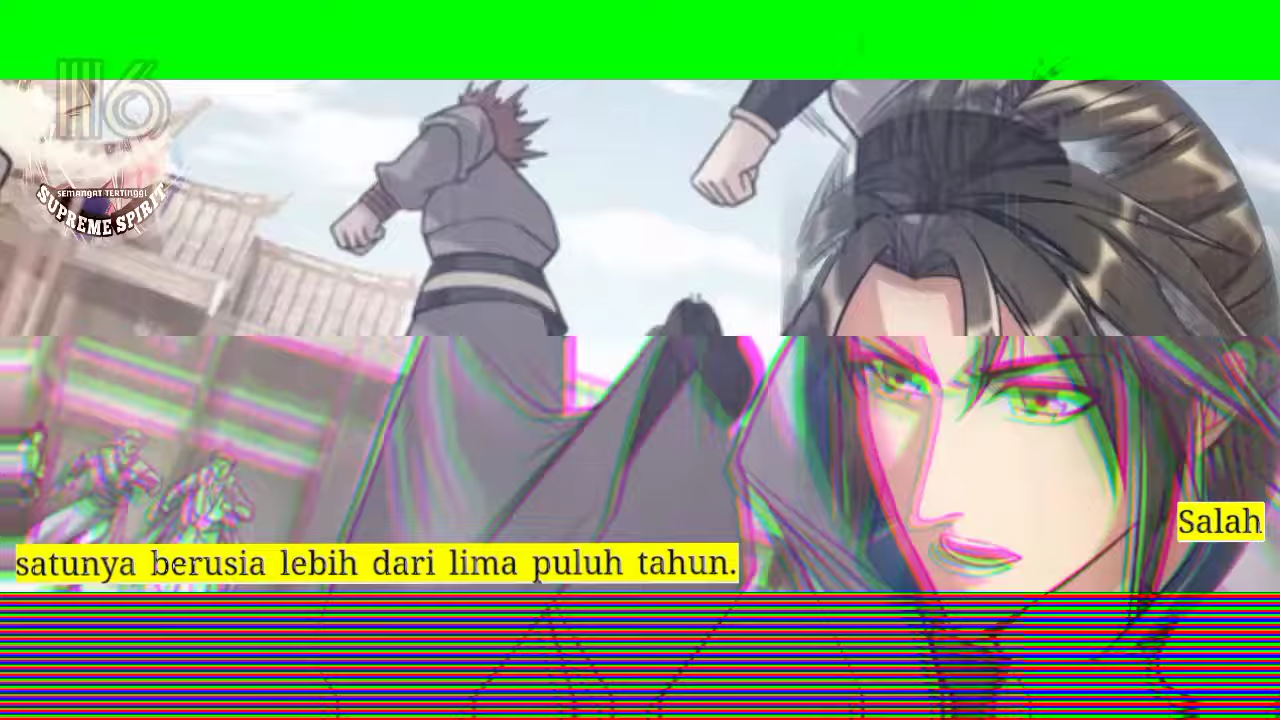 116
SEMANGAT TERTINGGI
SUPREME SPIRIT
Salah
satunya berusia lebih dari lima puluh tahun.